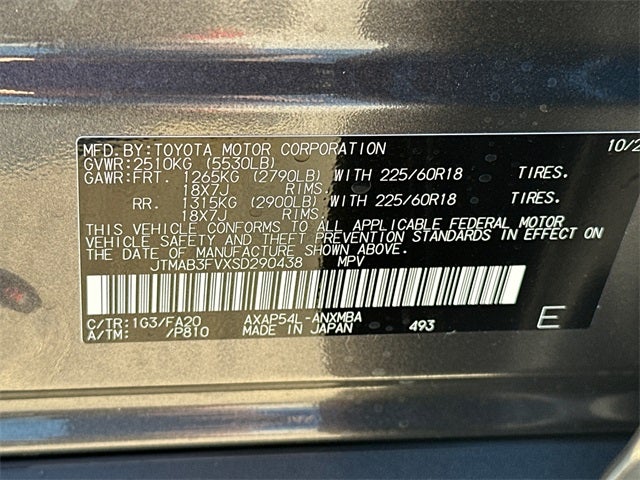 MFD BY: TOYOTA MOTOR CORPORATION 10/2
GVWR: 2510KG (5530LB)
GAWR: FRT. 1265KG (2790LB) WITH 225/60R18 TIRES.
18X7J RIMS.
RR. 1315KG (2900LB) WITH 225/60R18 TIRES.
18X7J RIMS.
THIS VEHICLE CONFORMS TO ALL APPLICABLE FEDERAL MOTOR
VEHICLE SAFETY AND THEFT PREVENTION STANDARDS IN EFFECT ON
THE DATE OF MANUFACTURE SHOWN ABOVE.
JTMAB3FVXSD290438 MPV
C/TR: 1G3/FA20 AXAP54L-ANXMBA
A/TM: /P810 MADE IN JAPAN 493 E